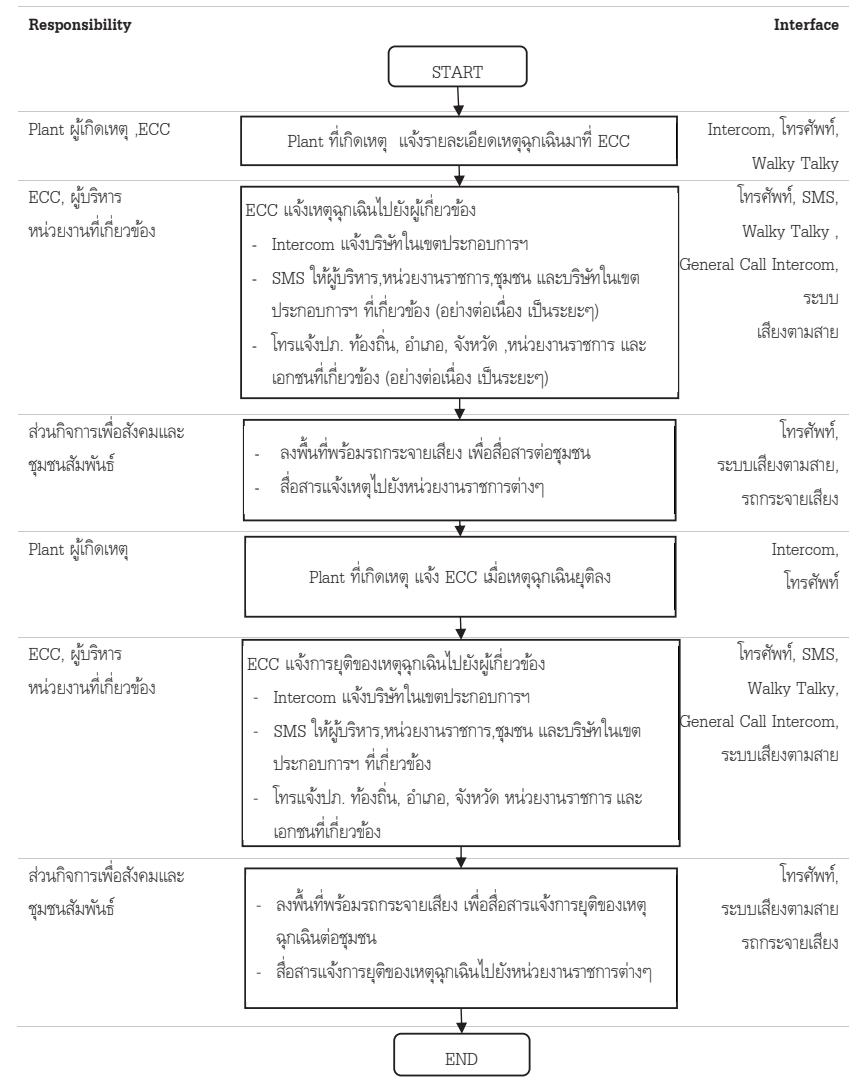 Responsibility
Interface
START
Plant ผู้เกิดเหตุ ,ECC
Plant ที่เกิดเหตุ แจ้งรายละเอียดเหตุฉุกเฉินมาที่ ECC
Intercom, โทรศัพท์,
Walky Talky
ECC, ผู้บริหาร
หน่วยงานที่เกี่ยวข้อง
ECC แจ้งเหตุฉุกเฉินไปยังผู้เกี่ยวข้อง
- Intercom แจ้งบริษัทในเขตประกอบการฯ
- SMS ให้ผู้บริหาร,หน่วยงานราชการ,ชุมชน และบริษัทในเขต
ประกอบการฯ ที่เกี่ยวข้อง (อย่างต่อเนื่อง เป็นระยะๆ)
- โทรแจ้งปภ. ท้องถิ่น, อำเภอ, จังหวัด ,หน่วยงานราชการ และ
เอกชนที่เกี่ยวข้อง (อย่างต่อเนื่อง เป็นระยะๆ)
โทรศัพท์, SMS,
Walky Talky ,
General Call Intercom,
ระบบ
เสียงตามสาย
ส่วนกิจการเพื่อสังคมและ
ชุมชนสัมพันธ์
- ลงพื้นที่พร้อมรถกระจายเสียง เพื่อสื่อสารต่อชุมชน
- สื่อสารแจ้งเหตุไปยังหน่วยงานราชการต่างๆ
โทรศัพท์,
ระบบเสียงตามสาย,
รถกระจายเสียง
Plant ผู้เกิดเหตุ
Plant ที่เกิดเหตุ แจ้ง ECC เมื่อเหตุฉุกเฉินยุติลง
Intercom,
โทรศัพท์
ECC, ผู้บริหาร
หน่วยงานที่เกี่ยวข้อง
ECC แจ้งการยุติของเหตุฉุกเฉินไปยังผู้เกี่ยวข้อง
- Intercom แจ้งบริษัทในเขตประกอบการฯ
- SMS ให้ผู้บริหาร,หน่วยงานราชการ,ชุมชน และบริษัทในเขต
ประกอบการฯ ที่เกี่ยวข้อง
- โทรแจ้งปภ. ท้องถิ่น, อำเภอ, จังหวัด หน่วยงานราชการ และ
เอกชนที่เกี่ยวข้อง
โทรศัพท์, SMS,
Walky Talky,
General Call Intercom,
ระบบเสียงตามสาย
ส่วนกิจการเพื่อสังคมและ
ชุมชนสัมพันธ์
- ลงพื้นที่พร้อมรถกระจายเสียง เพื่อสื่อสารแจ้งการยุติของเหตุ
ฉุกเฉินต่อชุมชน
- สื่อสารแจ้งการยุติของเหตุฉุกเฉินไปยังหน่วยงานราชการต่างๆ
โทรศัพท์,
ระบบเสียงตามสาย
รถกระจายเสียง
END